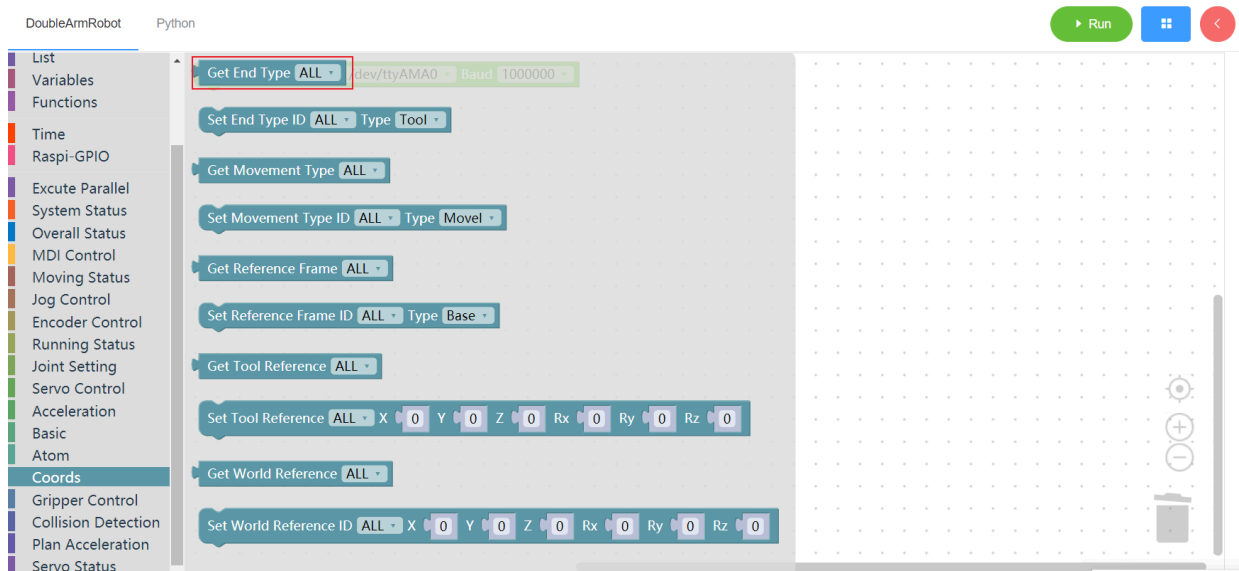 DoubleArmRobot Python Run
List
Variables
Functions
Time
Raspi-GPIO
Excute Parallel
System Status
Overall Status
MDI Control
Moving Status
Jog Control
Encoder Control
Running Status
Joint Setting
Servo Control
Acceleration
Basic
Atom
Coords
Gripper Control
Collision Detection
Plan Acceleration
Servo Status
Get End Type ALL /dev/ttyAMA0 Baud 1000000
Set End Type ID ALL Type Tool
Get Movement Type ALL
Set Movement Type ID ALL Type Movel
Get Reference Frame ALL
Set Reference Frame ID ALL Type Base
Get Tool Reference ALL
Set Tool Reference ALL X 0 Y 0 Z 0 Rx 0 Ry 0 Rz 0
Get World Reference ALL
Set World Reference ID ALL X 0 Y 0 Z 0 Rx 0 Ry 0 Rz 0